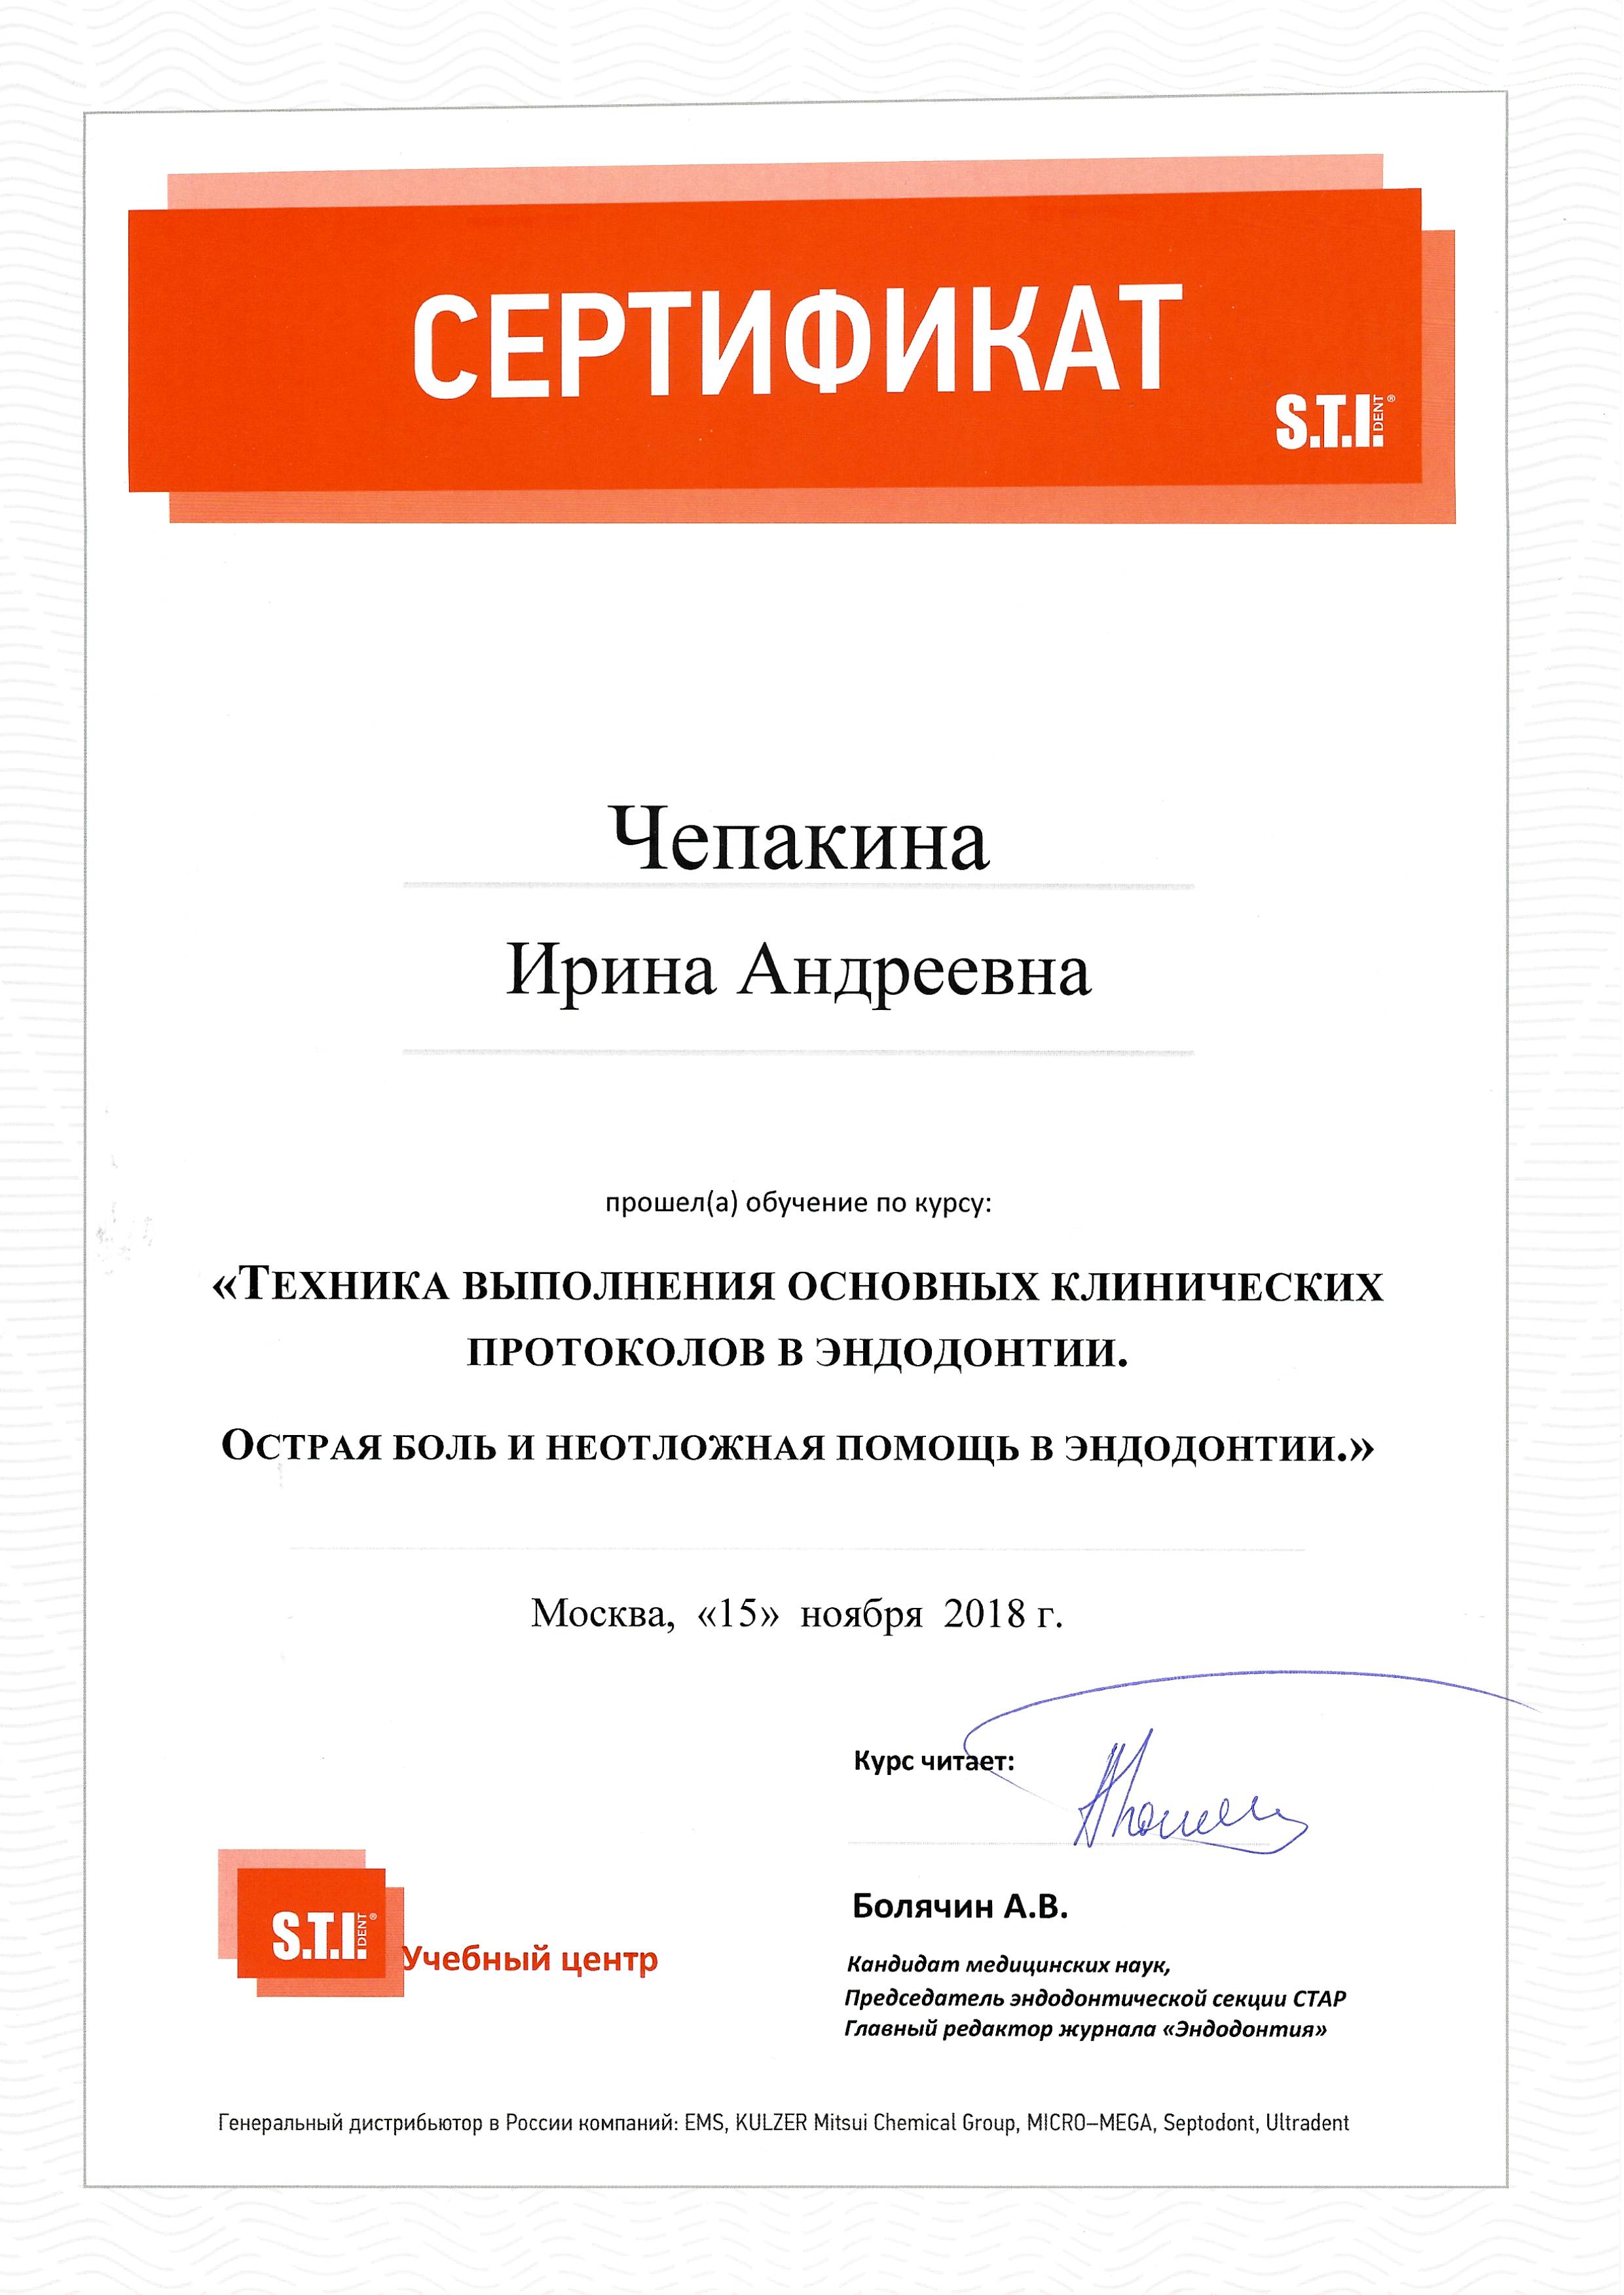 СЕРТИФИКАТ
S.T.I. DENT ®
Чепакина
Ирина Андреевна
прошел(а) обучение по курсу:
«ТЕХНИКА ВЫПОЛНЕНИЯ ОСНОВНЫХ КЛИНИЧЕСКИХ
ПРОТОКОЛОВ В ЭНДОДОНТИИ.
ОСТРАЯ БОЛЬ И НЕОТЛОЖНАЯ ПОМОЩЬ В ЭНДОДОНТИИ.»
Москва, «15» ноября 2018 г.
Курс читает:
Болячин А.В.
Кандидат медицинских наук,
Председатель эндодонтической секции СТАР
Главный редактор журнала «Эндодонтия»
S.T.I. DENT ®
Учебный центр
Генеральный дистрибьютор в России компаний: EMS, KULZER Mitsui Chemical Group, MICRO–MEGA, Septodont, Ultradent